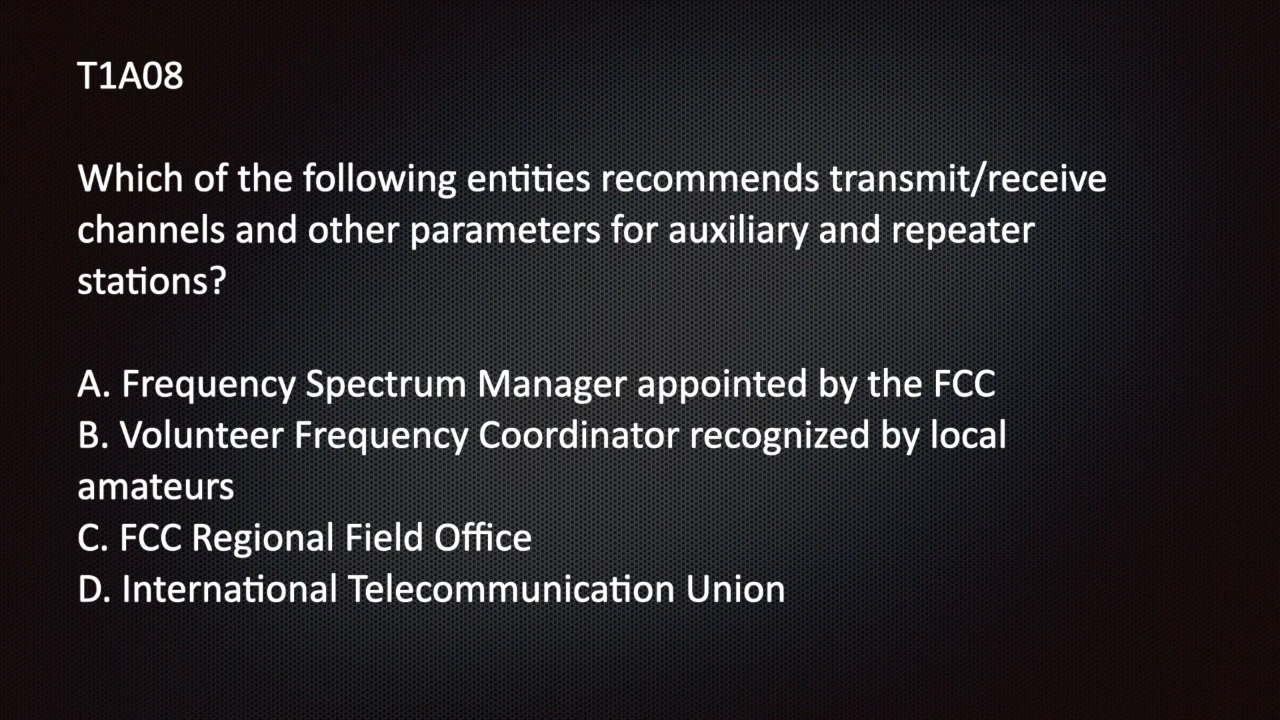 T1A08
Which of the following entities recommends transmit/receive
channels and other parameters for auxiliary and repeater
stations?
A. Frequency Spectrum Manager appointed by the FCC
B. Volunteer Frequency Coordinator recognized by local
amateurs
C. FCC Regional Field Office
D. International Telecommunication Union